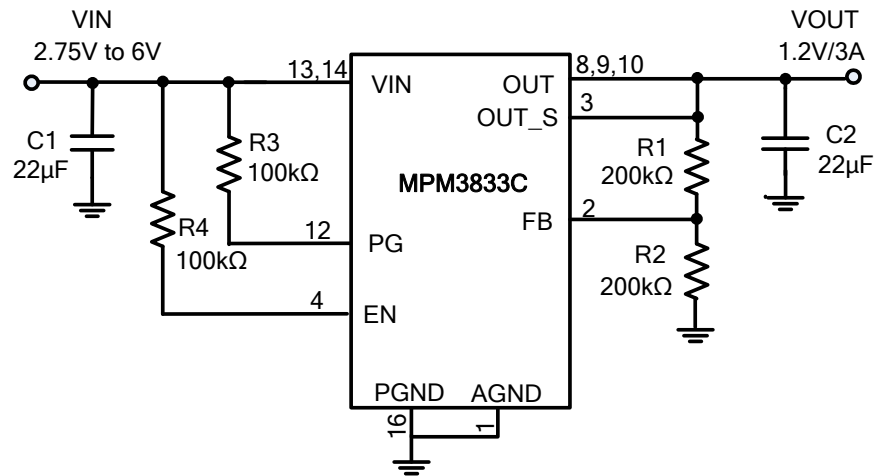 VIN
2.75V to 6V
VOUT
1.2V/3A
13,14
VIN
OUT
8,9,10
OUT_S
3
C1
22µF
R3
100kΩ
MPM3833C
R1
200kΩ
C2
22µF
R4
100kΩ
12
PG
FB
2
R2
200kΩ
4
EN
PGND
AGND
16
1